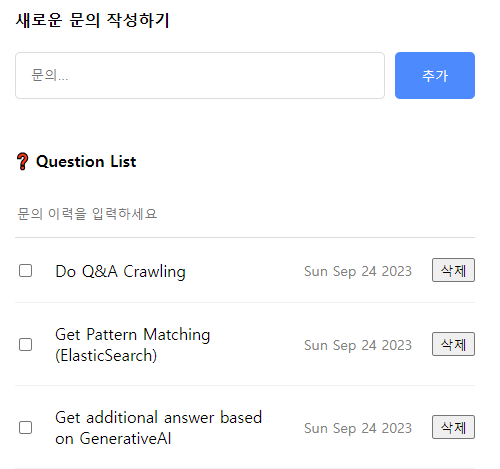 새로운 문의 작성하기
문의...
추가
❓ Question List
문의 이력을 입력하세요
Do Q&A Crawling
Sun Sep 24 2023
삭제
Get Pattern Matching
(ElasticSearch)
Sun Sep 24 2023
삭제
Get additional answer based
on GenerativeAI
Sun Sep 24 2023
삭제